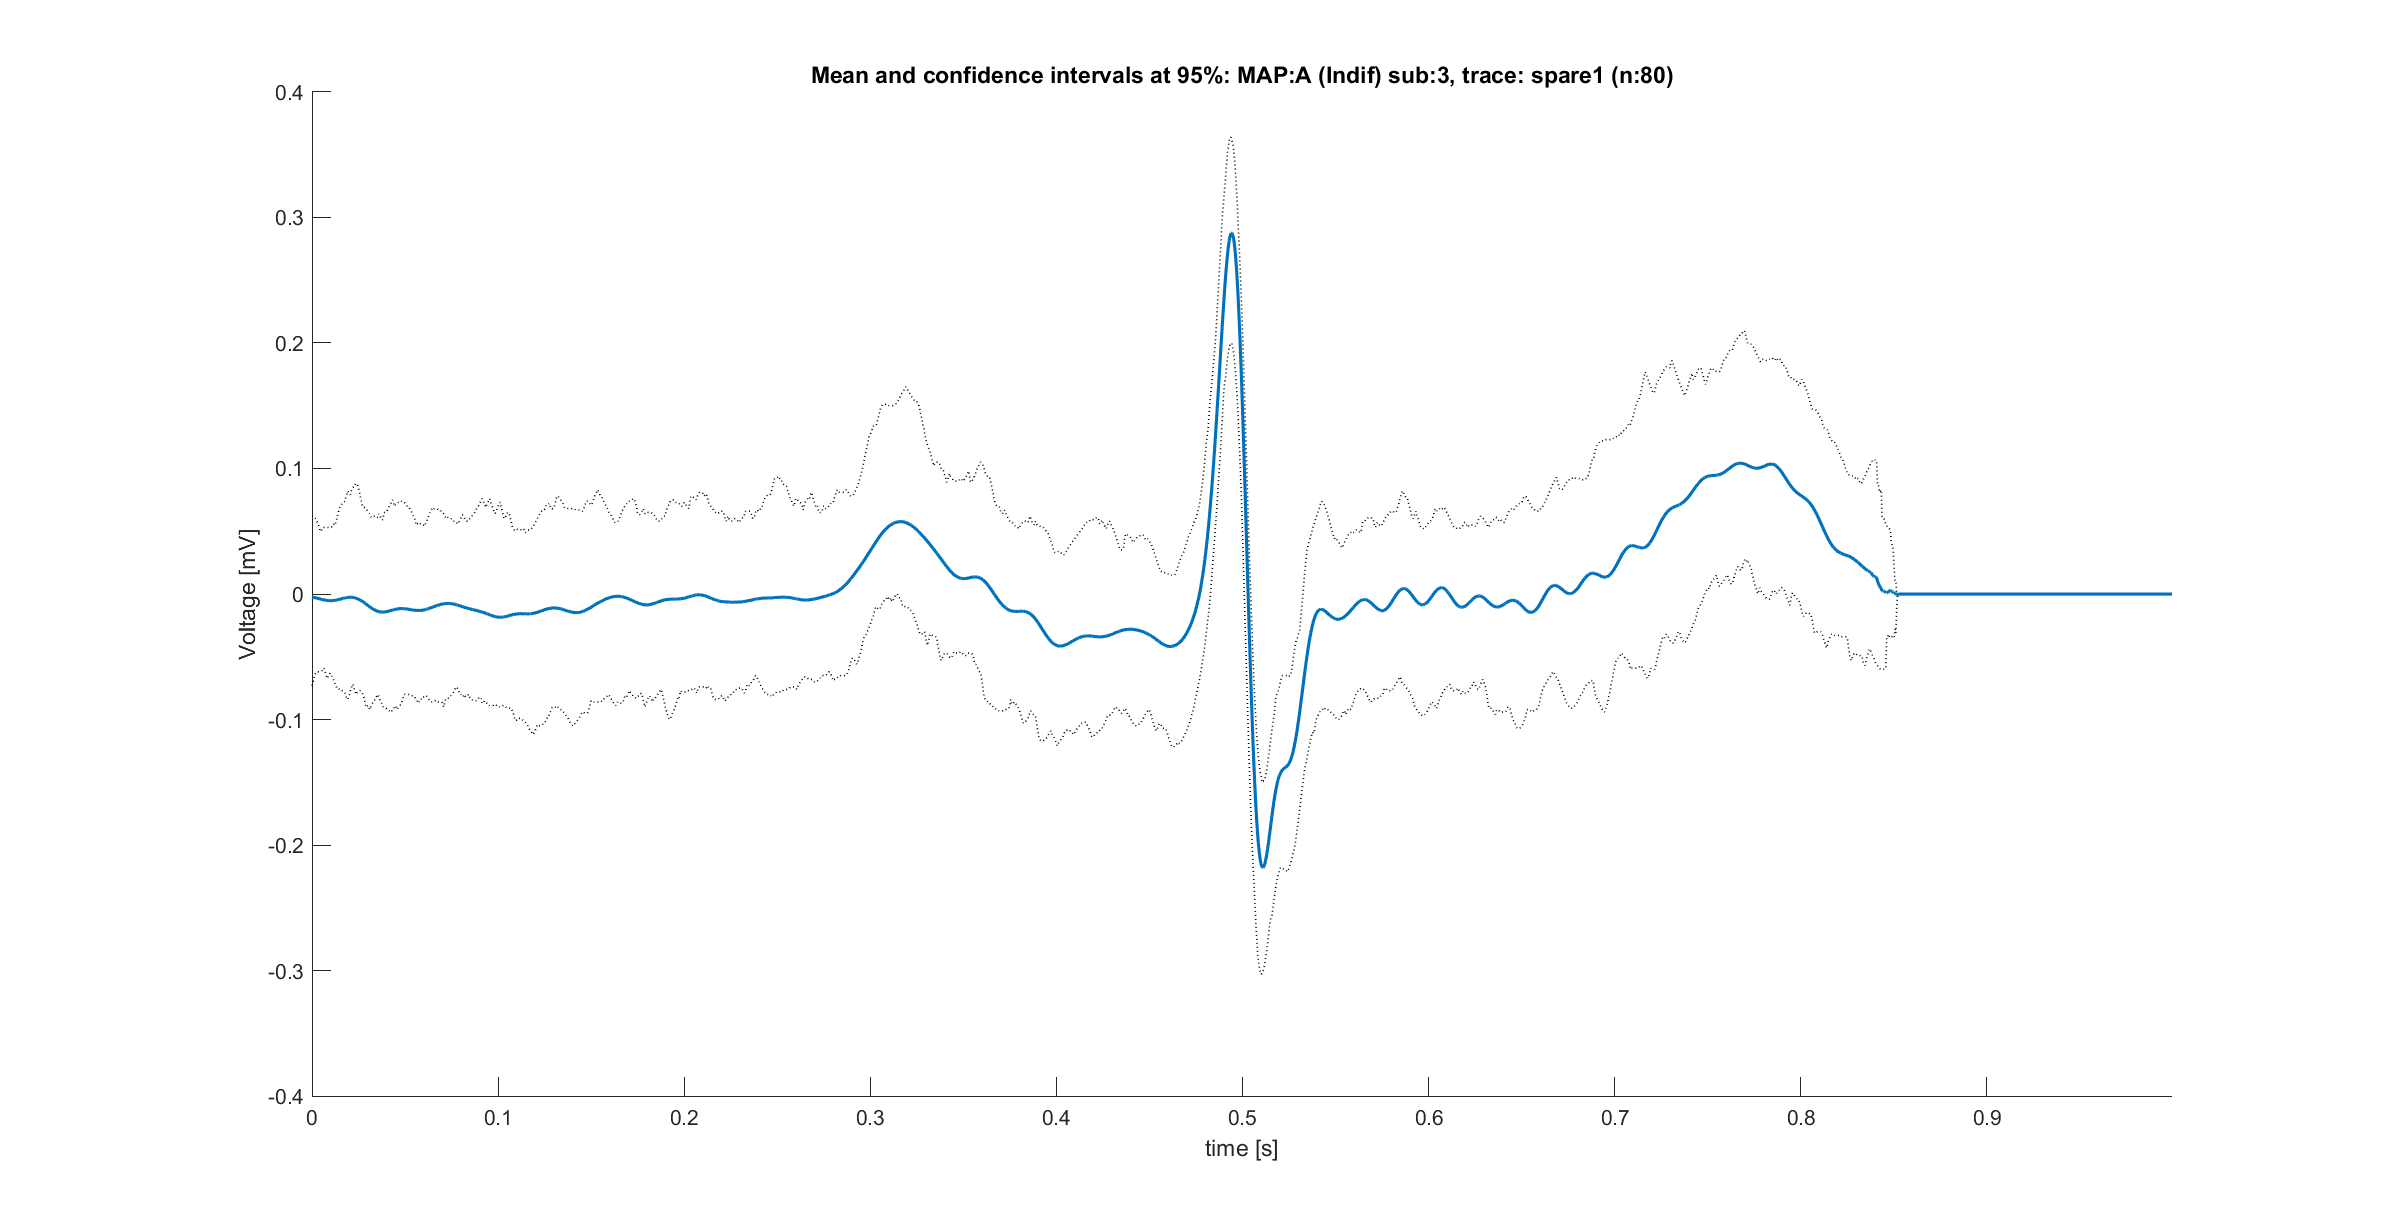 Mean and confidence intervals at 95%: MAP:A (Indif) sub:3, trace: spare1 (n:80)
0.4
0.3
0.2
0.1
0
-0.1
-0.2
-0.3
-0.4
Voltage [mV]
0 0.1 0.2 0.3 0.4 0.5 0.6 0.7 0.8 0.9
time [s]